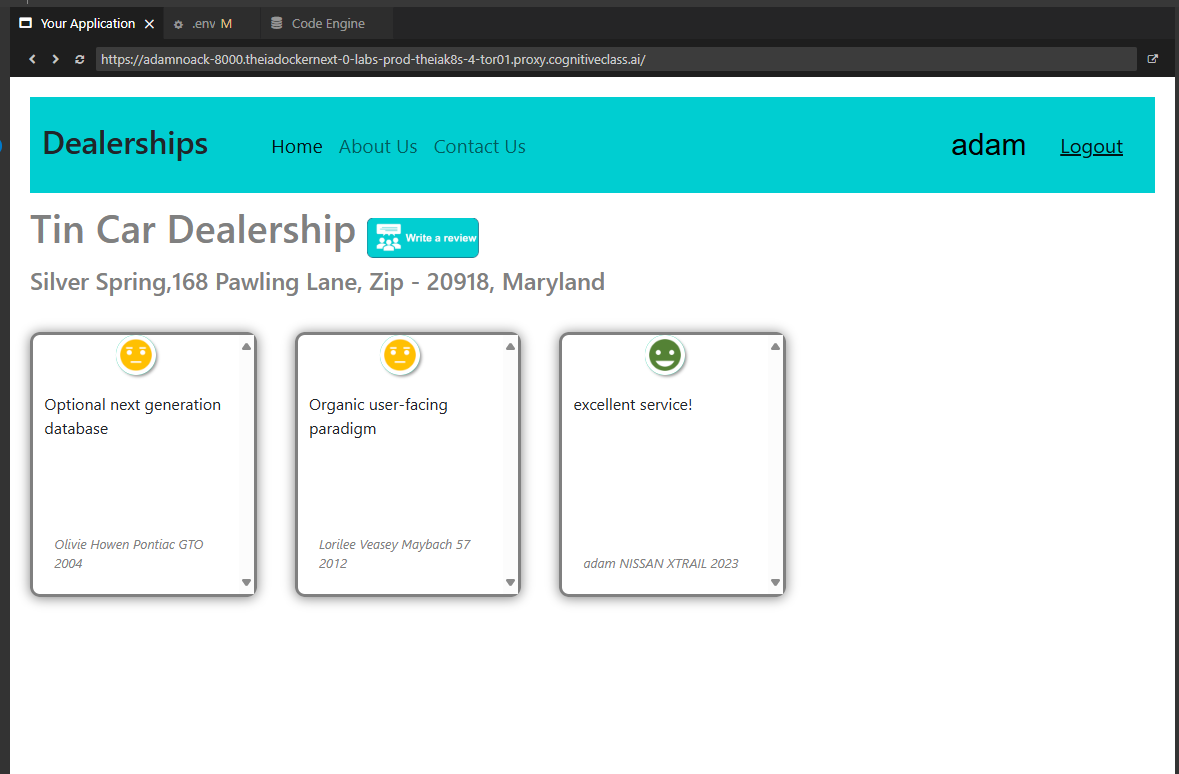 Your Application
.env M
Code Engine
https://adamnoack-8000.theiadockernext-0-labs-prod-theiak8s-4-tor01.proxy.cognitiveclass.ai/
Dealerships
Home
About Us
Contact Us
adam
Logout
Tin Car Dealership
Write a review
Silver Spring,168 Pawling Lane, Zip - 20918, Maryland
Optional next generation
database
Olivie Howen Pontiac GTO
2004
Organic user-facing
paradigm
Lorilee Veasey Maybach 57
2012
excellent service!
adam NISSAN XTRAIL 2023